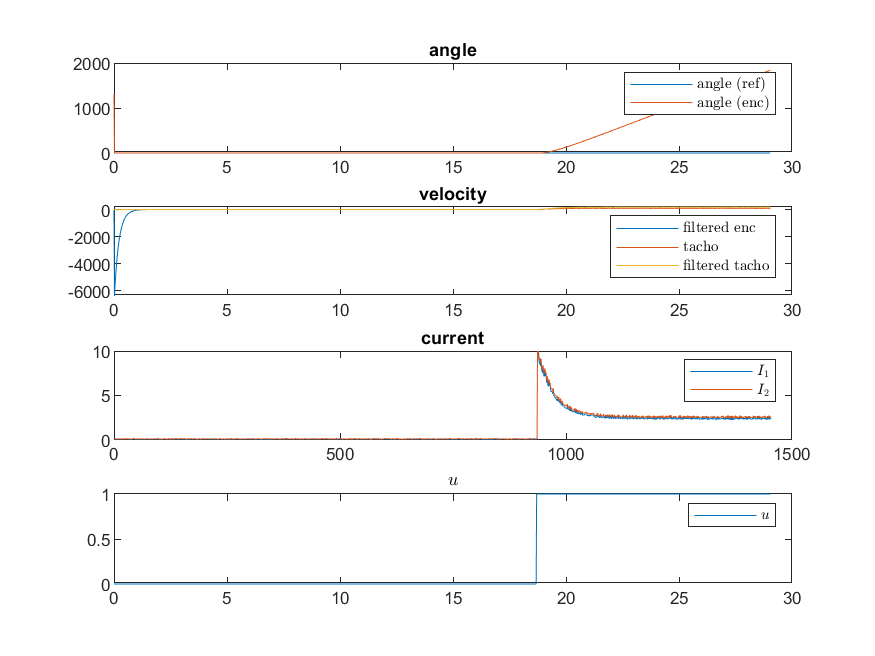 angle
2000
1000
0
angle (ref)
angle (enc)
0 5 10 15 20 25 30
velocity
0
-2000
-4000
-6000
filtered enc
tacho
filtered tacho
0 5 10 15 20 25 30
current
10
5
0
I₁
I₂
0 500 1000 1500
u
1
0.5
0
u
0 5 10 15 20 25 30